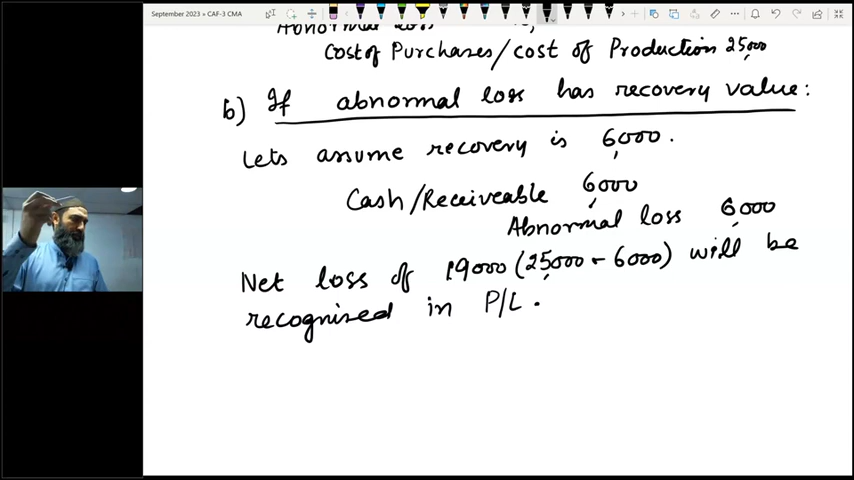 September 2023 » CAF-3 CMA
Abnormal loss
Cost of Purchases/cost of Production 25,000
b) If abnormal loss has recovery value:
Lets assume recovery is 6,000.
Cash/Receiveable 6,000
Abnormal loss 6,000
Net loss of 19000 (25,000 - 6000) will be
recognised in P/L.